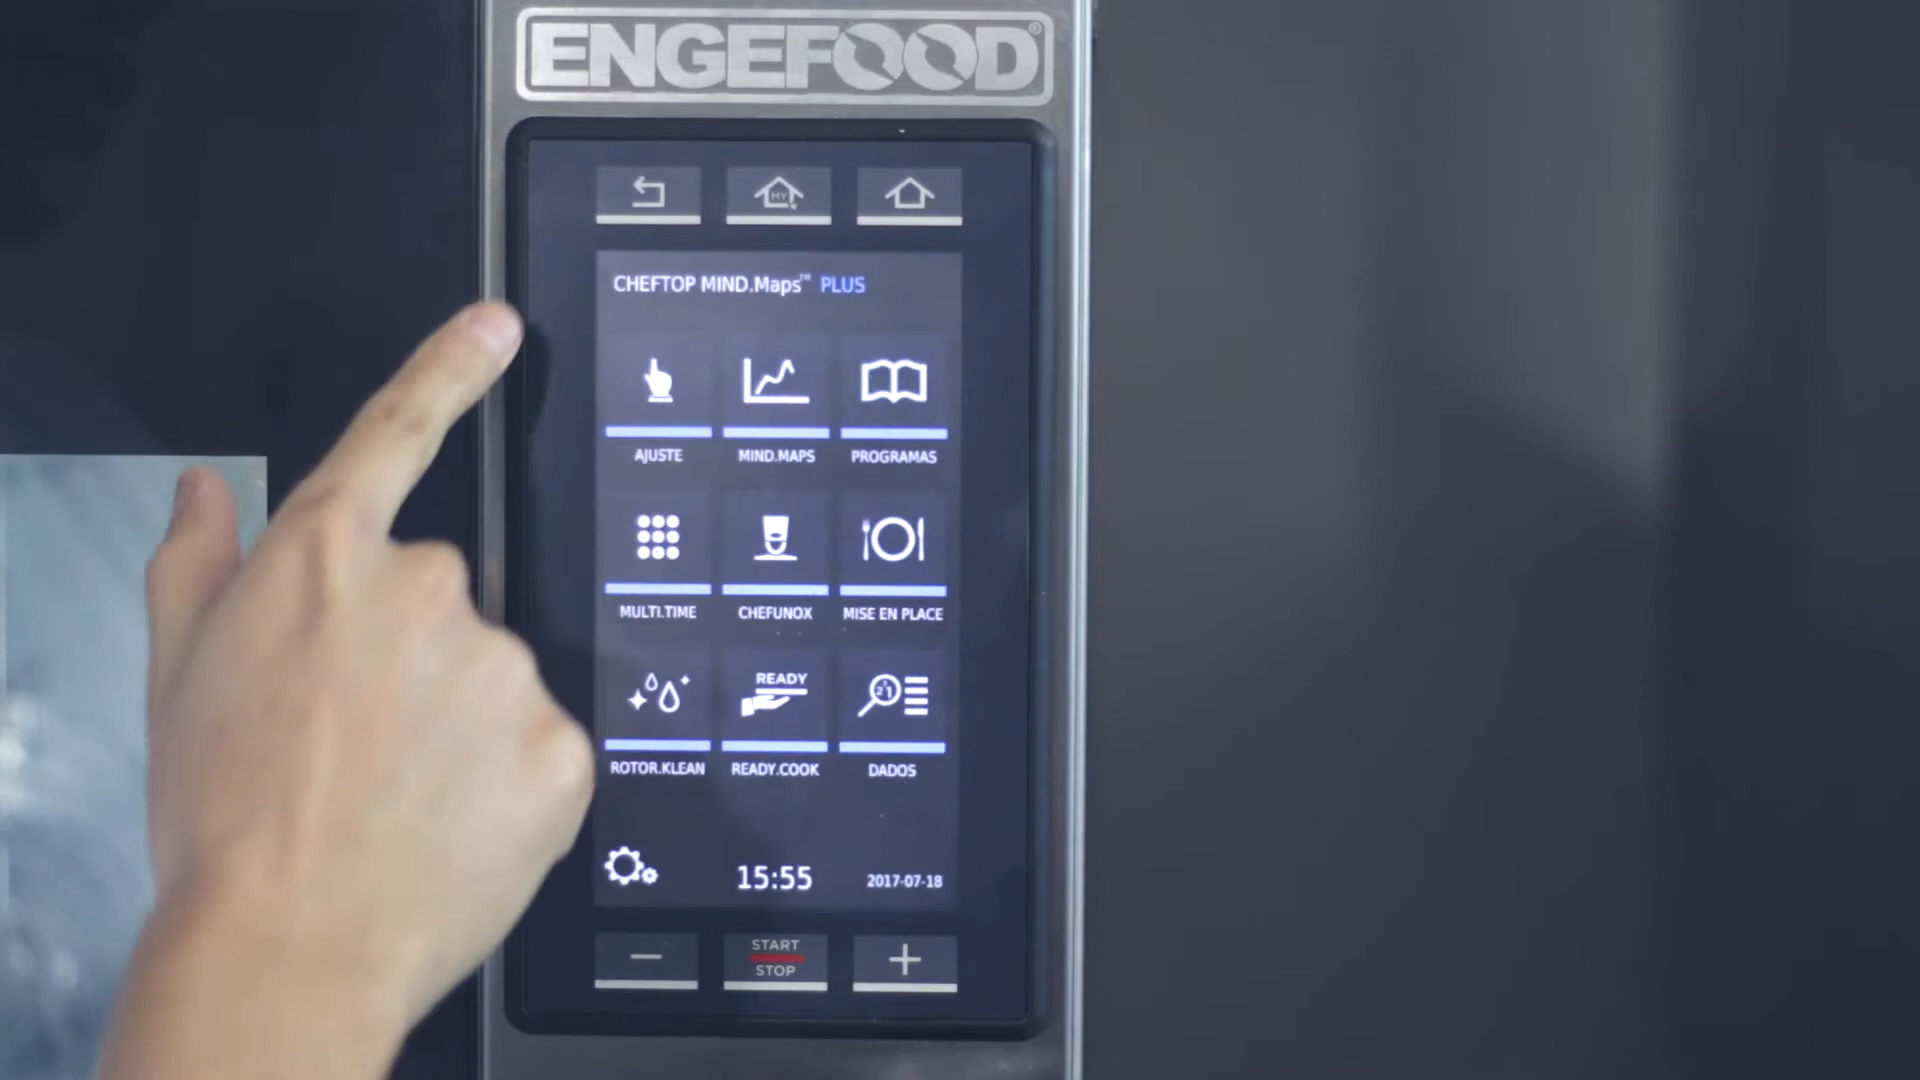 ENGEFOOD®
MY
CHEFTOP MIND.Maps™ PLUS
AJUSTE MIND.MAPS PROGRAMAS
MULTI.TIME CHEFUNOX MISE EN PLACE
READY
ROTOR.KLEAN READY.COOK DADOS
15:55 2017-07-18
START
STOP